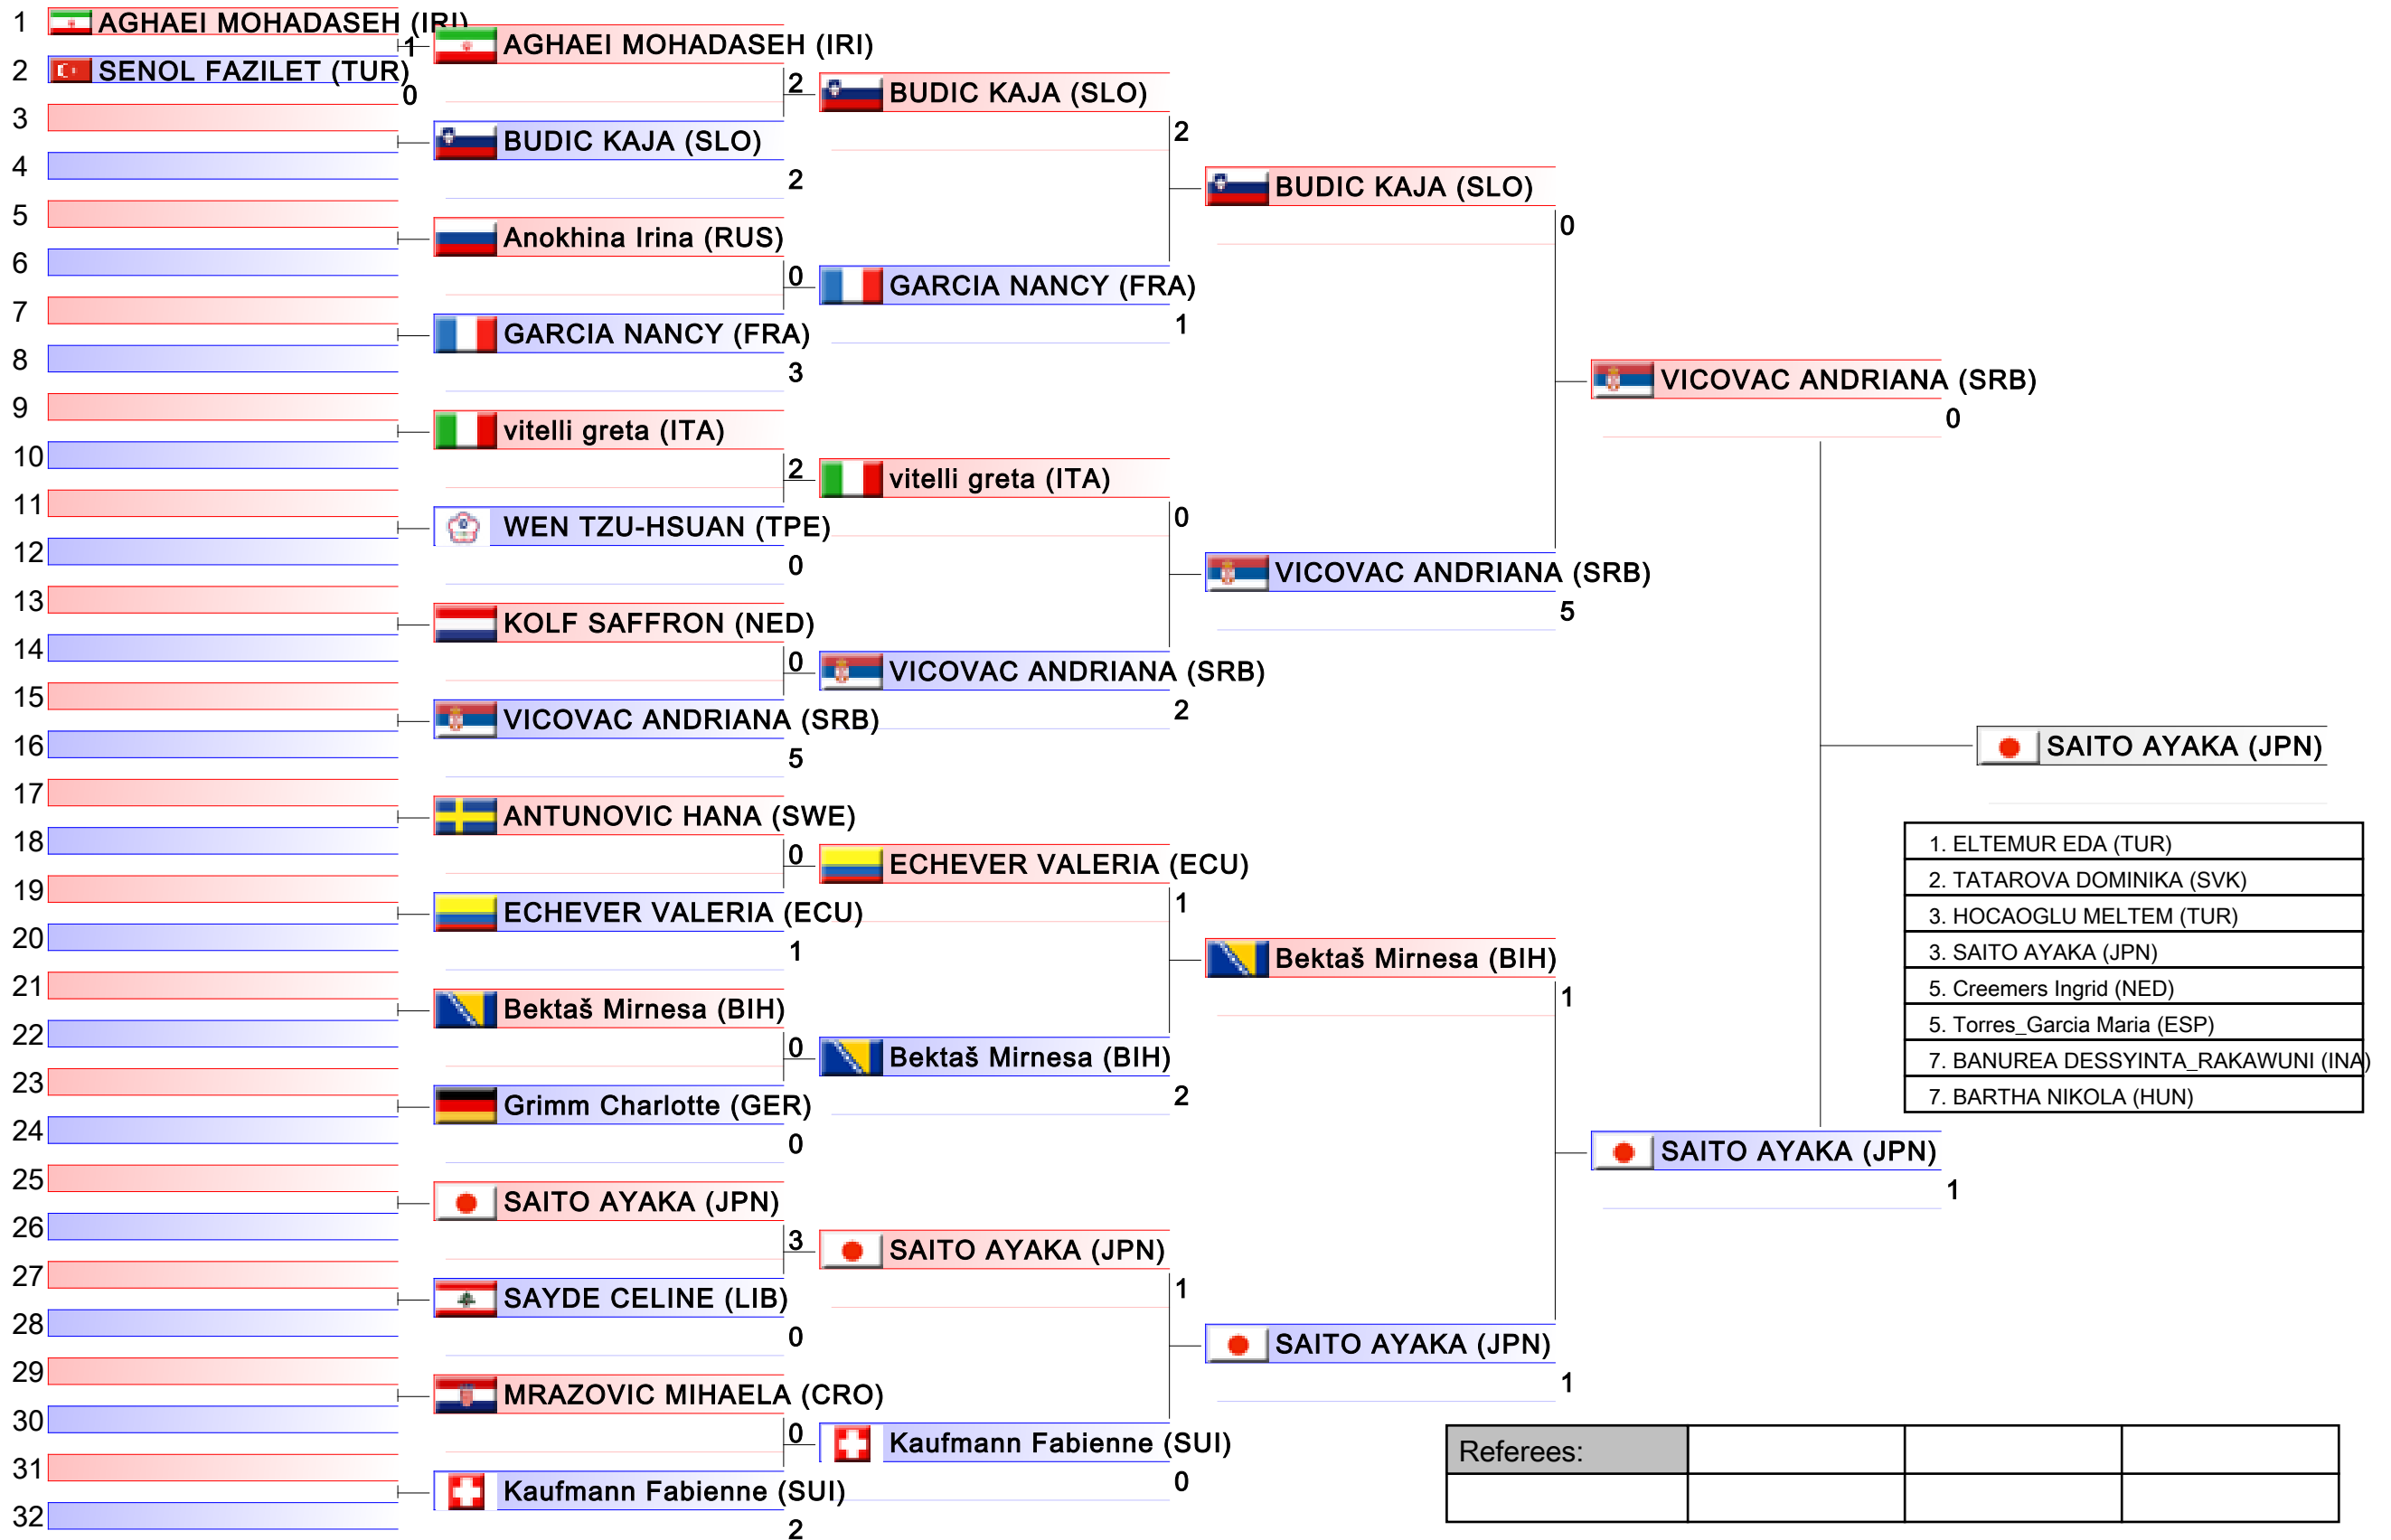 1 AGHAEI MOHADASEH (IRI)
1
2 SENOL FAZILET (TUR)
0
3
4
5
6
7
8
9
10
11
12
13
14
15
16
17
18
19
20
21
22
23
24
25
26
27
28
29
30
31
32
AGHAEI MOHADASEH (IRI)
2
BUDIC KAJA (SLO)
2
Anokhina Irina (RUS)
0
GARCIA NANCY (FRA)
3
vitelli greta (ITA)
2
WEN TZU-HSUAN (TPE)
0
KOLF SAFFRON (NED)
0
VICOVAC ANDRIANA (SRB)
5
ANTUNOVIC HANA (SWE)
0
ECHEVER VALERIA (ECU)
1
Bektaš Mirnesa (BIH)
0
Grimm Charlotte (GER)
0
SAITO AYAKA (JPN)
3
SAYDE CELINE (LIB)
0
MRAZOVIC MIHAELA (CRO)
0
Kaufmann Fabienne (SUI)
2
BUDIC KAJA (SLO)
2
GARCIA NANCY (FRA)
1
vitelli greta (ITA)
0
VICOVAC ANDRIANA (SRB)
2
ECHEVER VALERIA (ECU)
1
Bektaš Mirnesa (BIH)
2
SAITO AYAKA (JPN)
1
Kaufmann Fabienne (SUI)
0
BUDIC KAJA (SLO)
0
VICOVAC ANDRIANA (SRB)
5
Bektaš Mirnesa (BIH)
1
SAITO AYAKA (JPN)
1
VICOVAC ANDRIANA (SRB)
0
SAITO AYAKA (JPN)
1
SAITO AYAKA (JPN)
1. ELTEMUR EDA (TUR)
2. TATAROVA DOMINIKA (SVK)
3. HOCAOGLU MELTEM (TUR)
3. SAITO AYAKA (JPN)
5. Creemers Ingrid (NED)
5. Torres_Garcia Maria (ESP)
7. BANUREA DESSYINTA_RAKAWUNI (INA)
7. BARTHA NIKOLA (HUN)
Referees: